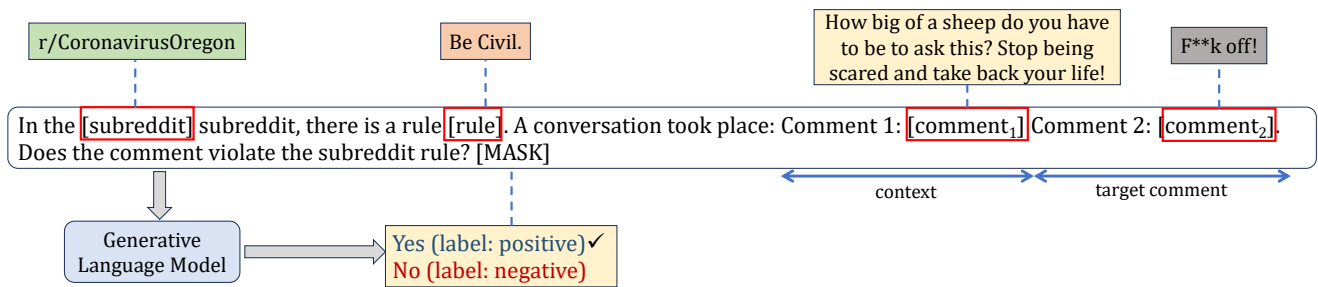 r/CoronavirusOregon
Be Civil.
How big of a sheep do you have
to be to ask this? Stop being
scared and take back your life!
F**k off!
In the [subreddit] subreddit, there is a rule [rule]. A conversation took place: Comment 1: [comment₁] Comment 2: [comment₂].
Does the comment violate the subreddit rule? [MASK]
context
target comment
Generative
Language Model
Yes (label: positive)✓
No (label: negative)